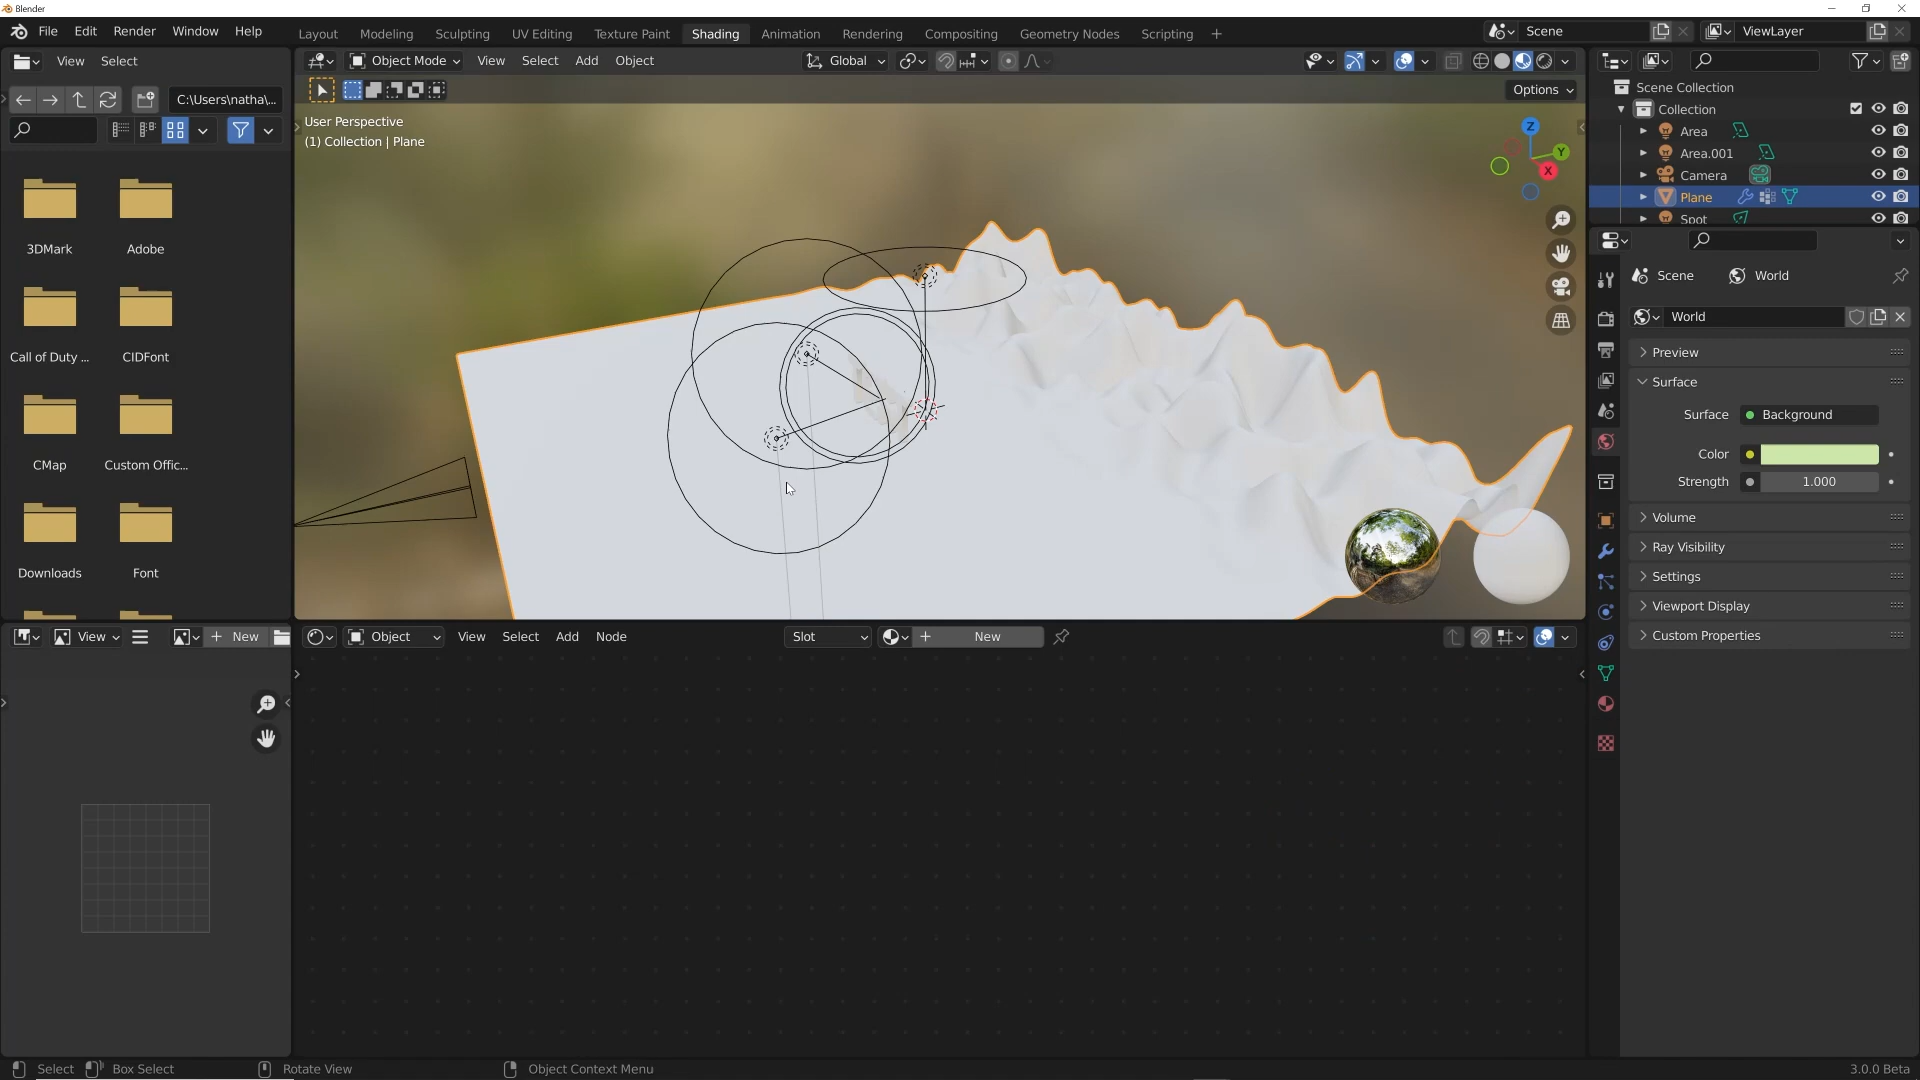 Blender
File Edit Render Window Help
Layout Modeling Sculpting UV Editing Texture Paint Shading Animation Rendering Compositing Geometry Nodes Scripting +
Scene
ViewLayer
View Select
Object Mode View Select Add Object
Global
C:\Users\natha\...
Options
User Perspective
(1) Collection | Plane
Z
Y
X
3DMark
Adobe
Call of Duty ...
CIDFont
CMap
Custom Offic...
Downloads
Font
Scene Collection
Collection
Area
Area.001
Camera
Plane
Spot
Scene World
World
Preview
Surface
Surface Background
Color
Strength 1.000
Volume
Ray Visibility
Settings
Viewport Display
Custom Properties
View
+ New
Object View Select Add Node
Slot
+ New
Select Box Select Rotate View Object Context Menu
3.0.0 Beta